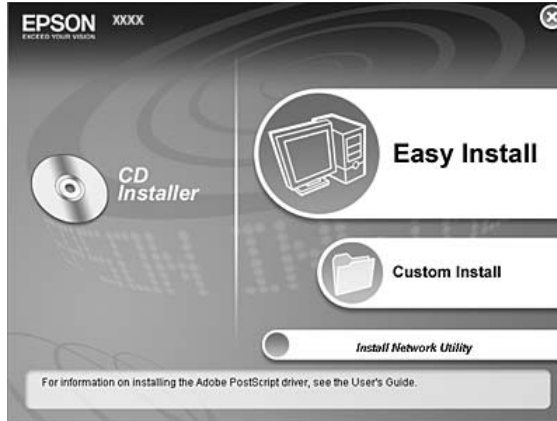 EPSON XXXX
EXCEED YOUR VISION
Easy Install
CD
Installer
Custom Install
Install Network Utility
For information on installing the Adobe PostScript driver, see the User's Guide.